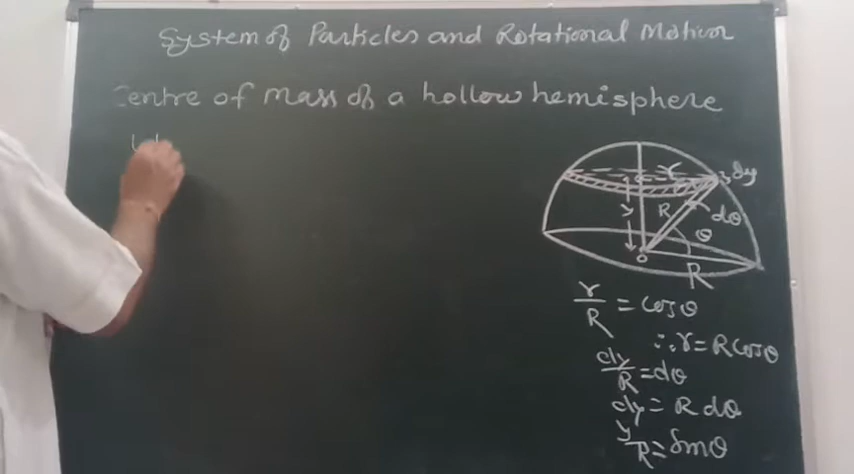 System of Particles and Rotational Motion
Centre of mass of a hollow hemisphere
r
dy
y
R
dθ
θ
O
R
r/R = cosθ
∴ r = R cosθ
dy/R = dθ
dy = R dθ
y/R = Sinθ